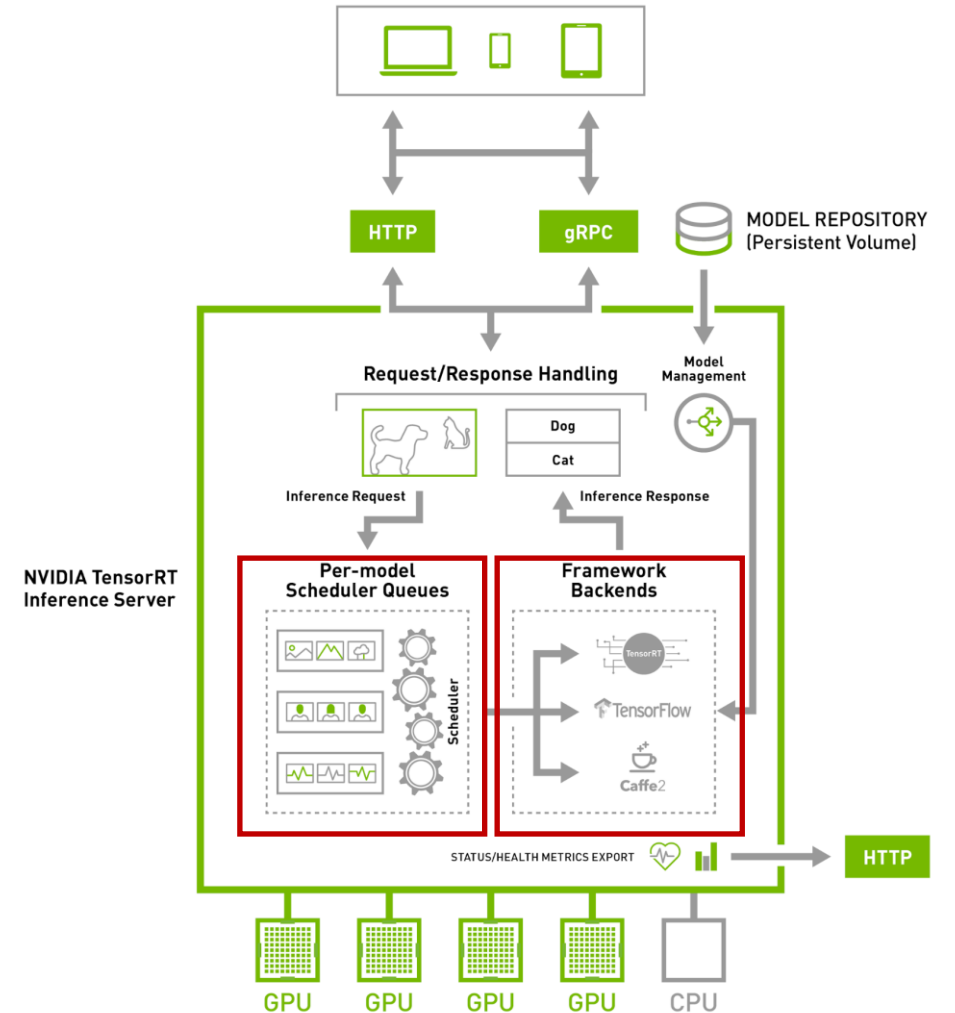 HTTP
gRPC
MODEL REPOSITORY
(Persistent Volume)
Request/Response Handling
Model
Management
Dog
Cat
Inference Request
Inference Response
NVIDIA TensorRT
Inference Server
Per-model
Scheduler Queues
Scheduler
Framework
Backends
TensorRT
TensorFlow
Caffe2
STATUS/HEALTH METRICS EXPORT
HTTP
GPU
GPU
GPU
GPU
CPU